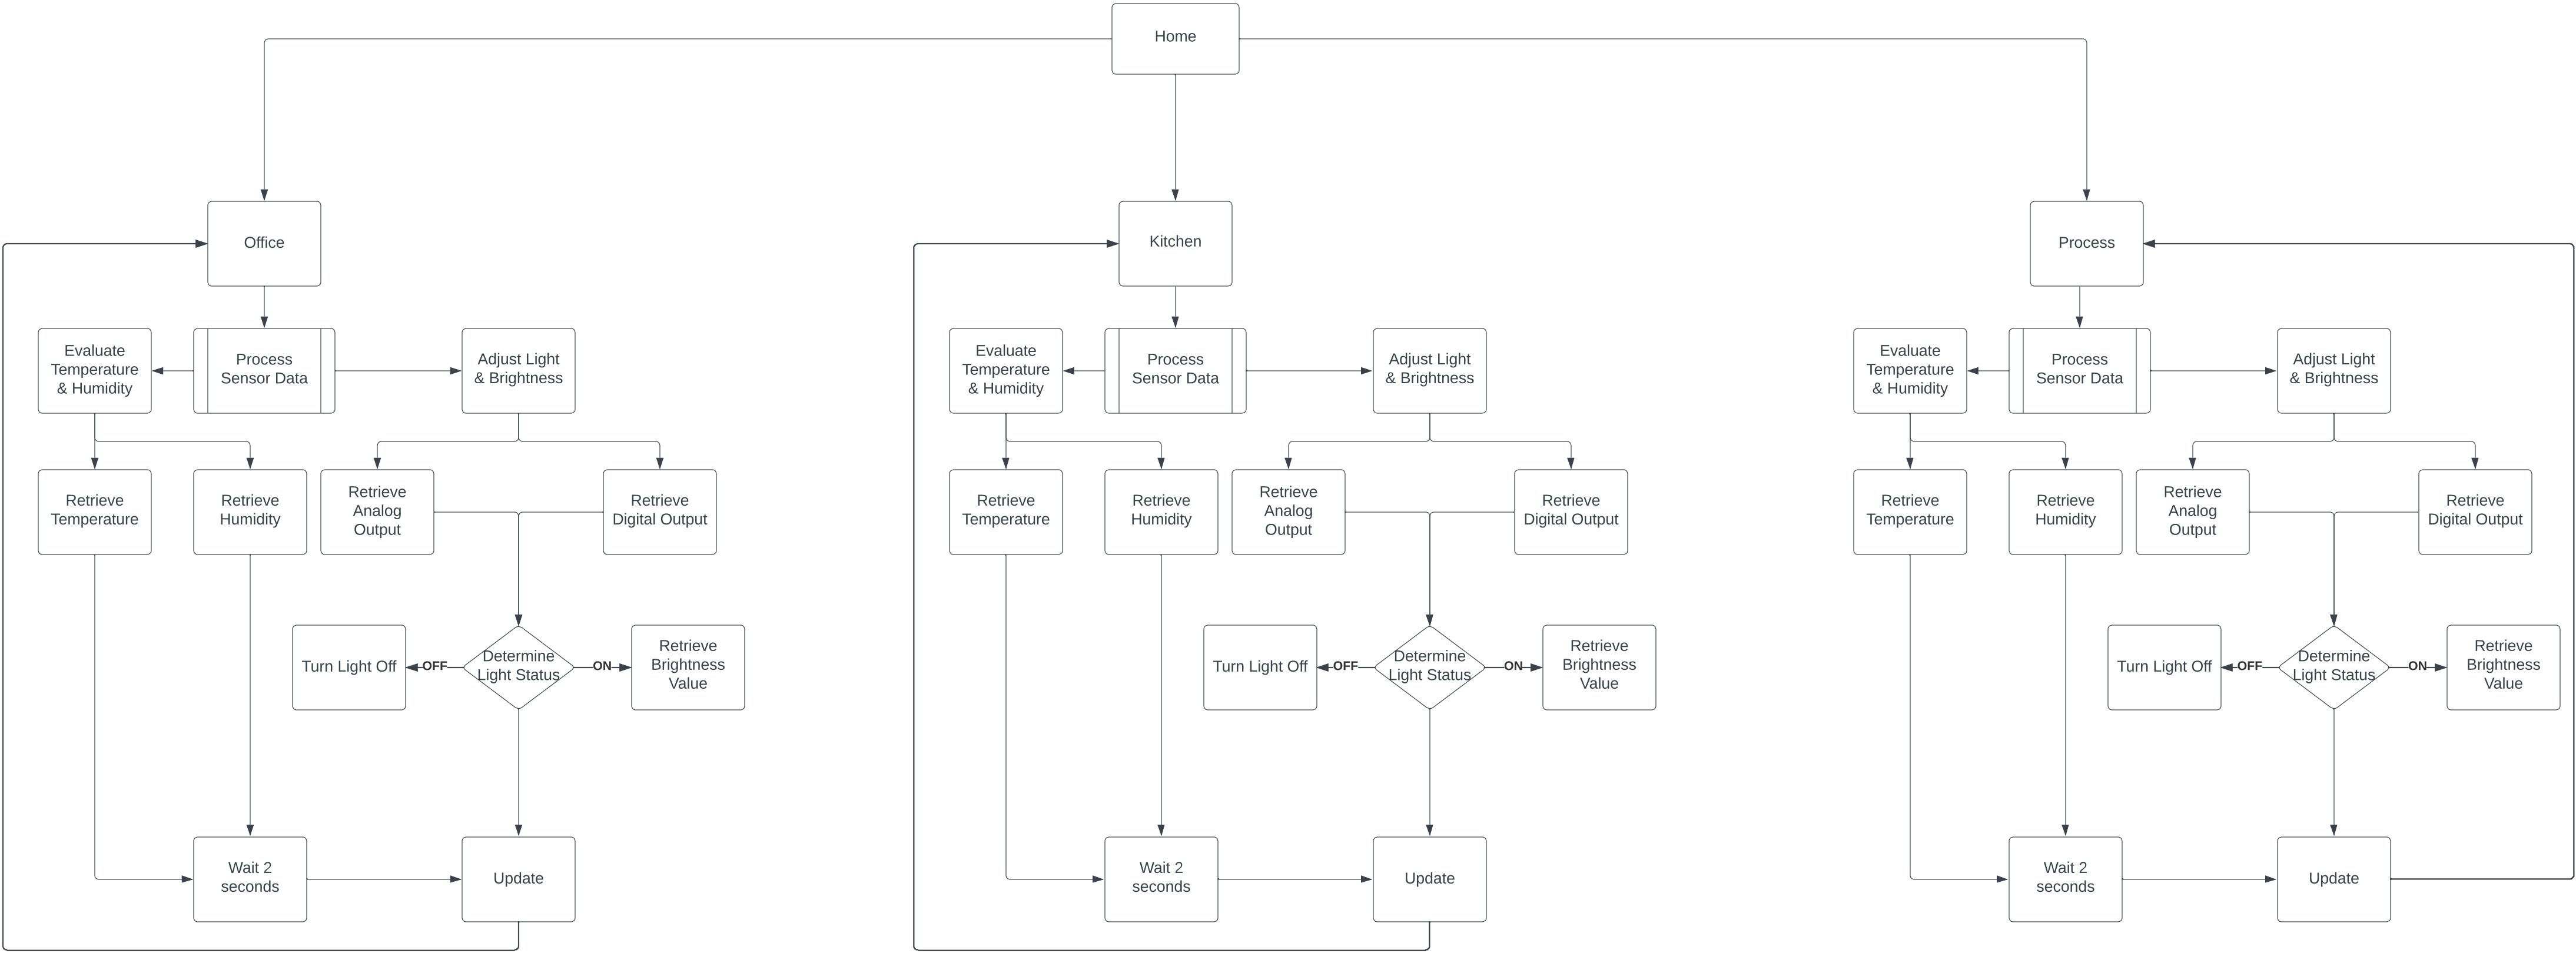 Home
Office
Kitchen
Process
Evaluate
Temperature
& Humidity
Process
Sensor Data
Adjust Light
& Brightness
Evaluate
Temperature
& Humidity
Process
Sensor Data
Adjust Light
& Brightness
Evaluate
Temperature
& Humidity
Process
Sensor Data
Adjust Light
& Brightness
Retrieve
Temperature
Retrieve
Humidity
Retrieve
Analog
Output
Retrieve
Digital Output
Retrieve
Temperature
Retrieve
Humidity
Retrieve
Analog
Output
Retrieve
Digital Output
Retrieve
Temperature
Retrieve
Humidity
Retrieve
Analog
Output
Retrieve
Digital Output
Turn Light Off
OFF
Determine
Light Status
ON
Retrieve
Brightness
Value
Turn Light Off
OFF
Determine
Light Status
ON
Retrieve
Brightness
Value
Turn Light Off
OFF
Determine
Light Status
ON
Retrieve
Brightness
Value
Wait 2
seconds
Update
Wait 2
seconds
Update
Wait 2
seconds
Update